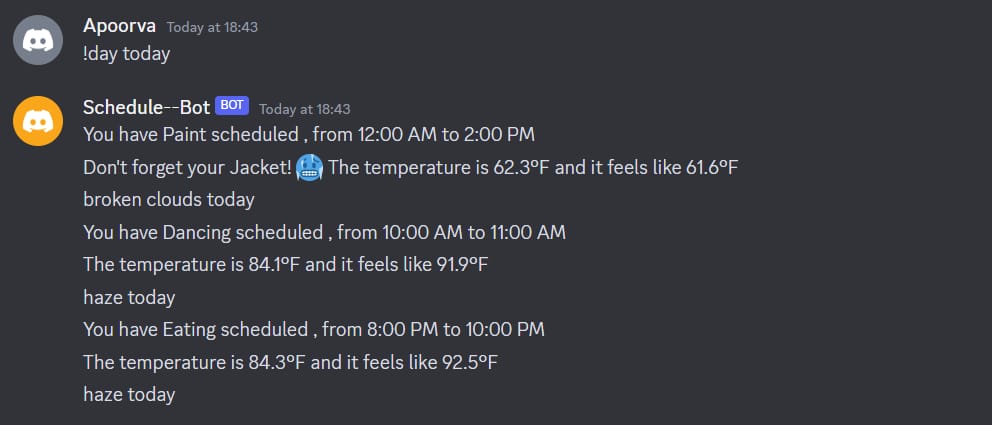 Apoorva Today at 18:43
!day today
Schedule--Bot BOT Today at 18:43
You have Paint scheduled , from 12:00 AM to 2:00 PM
Don't forget your Jacket! 🥶 The temperature is 62.3°F and it feels like 61.6°F
broken clouds today
You have Dancing scheduled , from 10:00 AM to 11:00 AM
The temperature is 84.1°F and it feels like 91.9°F
haze today
You have Eating scheduled , from 8:00 PM to 10:00 PM
The temperature is 84.3°F and it feels like 92.5°F
haze today